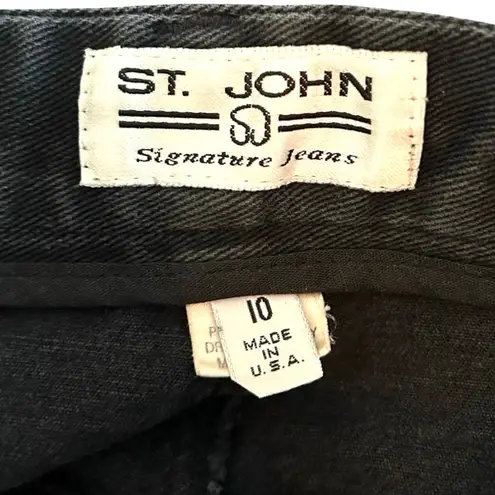 ST. JOHN
Signature Jeans
10
MADE
IN
U.S.A.